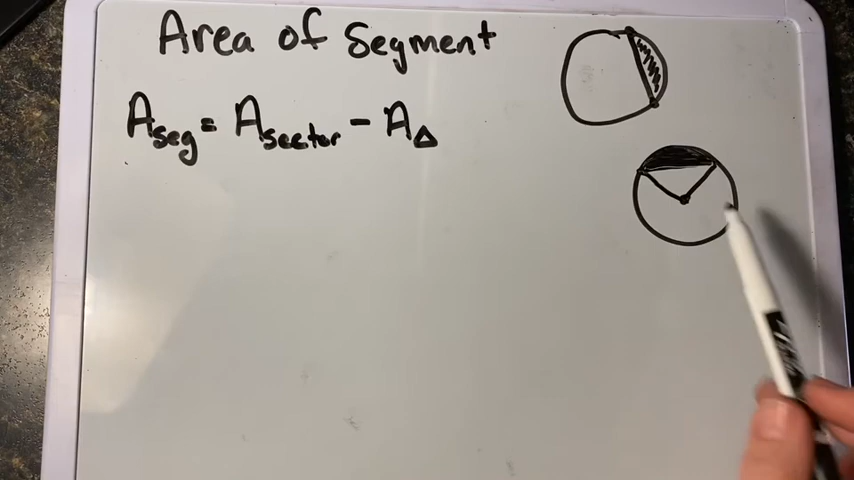 Area of Segment
Aseg = Asector - A△